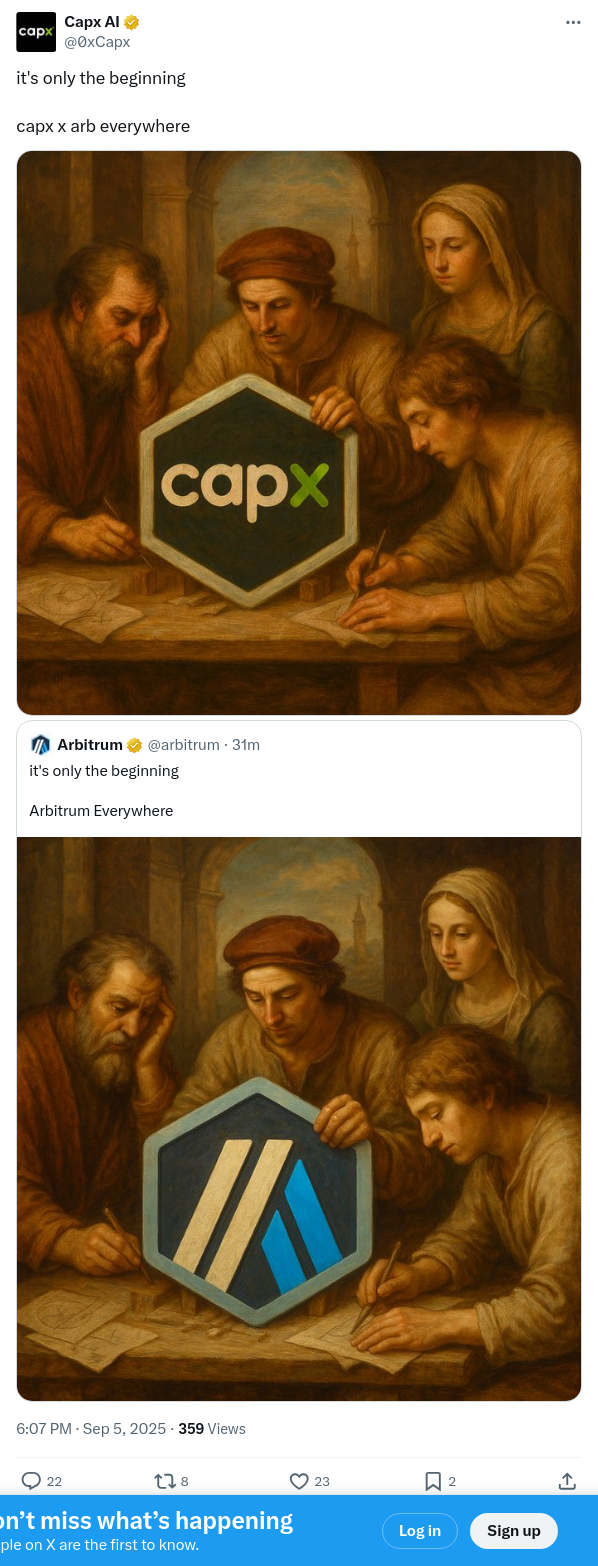 capx
Capx AI
@0xCapx
it's only the beginning
capx x arb everywhere
capx
Arbitrum @arbitrum · 31m
it's only the beginning
Arbitrum Everywhere
6:07 PM · Sep 5, 2025 · 359 Views
22 8 23 2
on't miss what's happening
ple on X are the first to know.
Log in
Sign up